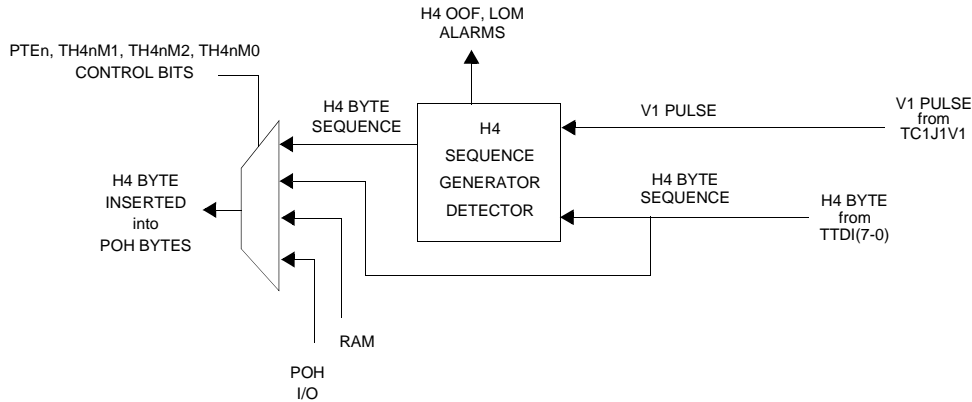 H4 OOF, LOM
ALARMS
PTEn, TH4nM1, TH4nM2, TH4nM0
CONTROL BITS
H4 BYTE
SEQUENCE
H4
SEQUENCE
GENERATOR
DETECTOR
V1 PULSE
V1 PULSE
from
TC1J1V1
H4 BYTE
SEQUENCE
H4 BYTE
from
TTDI(7-0)
H4 BYTE
INSERTED
into
POH BYTES
RAM
POH
I/O